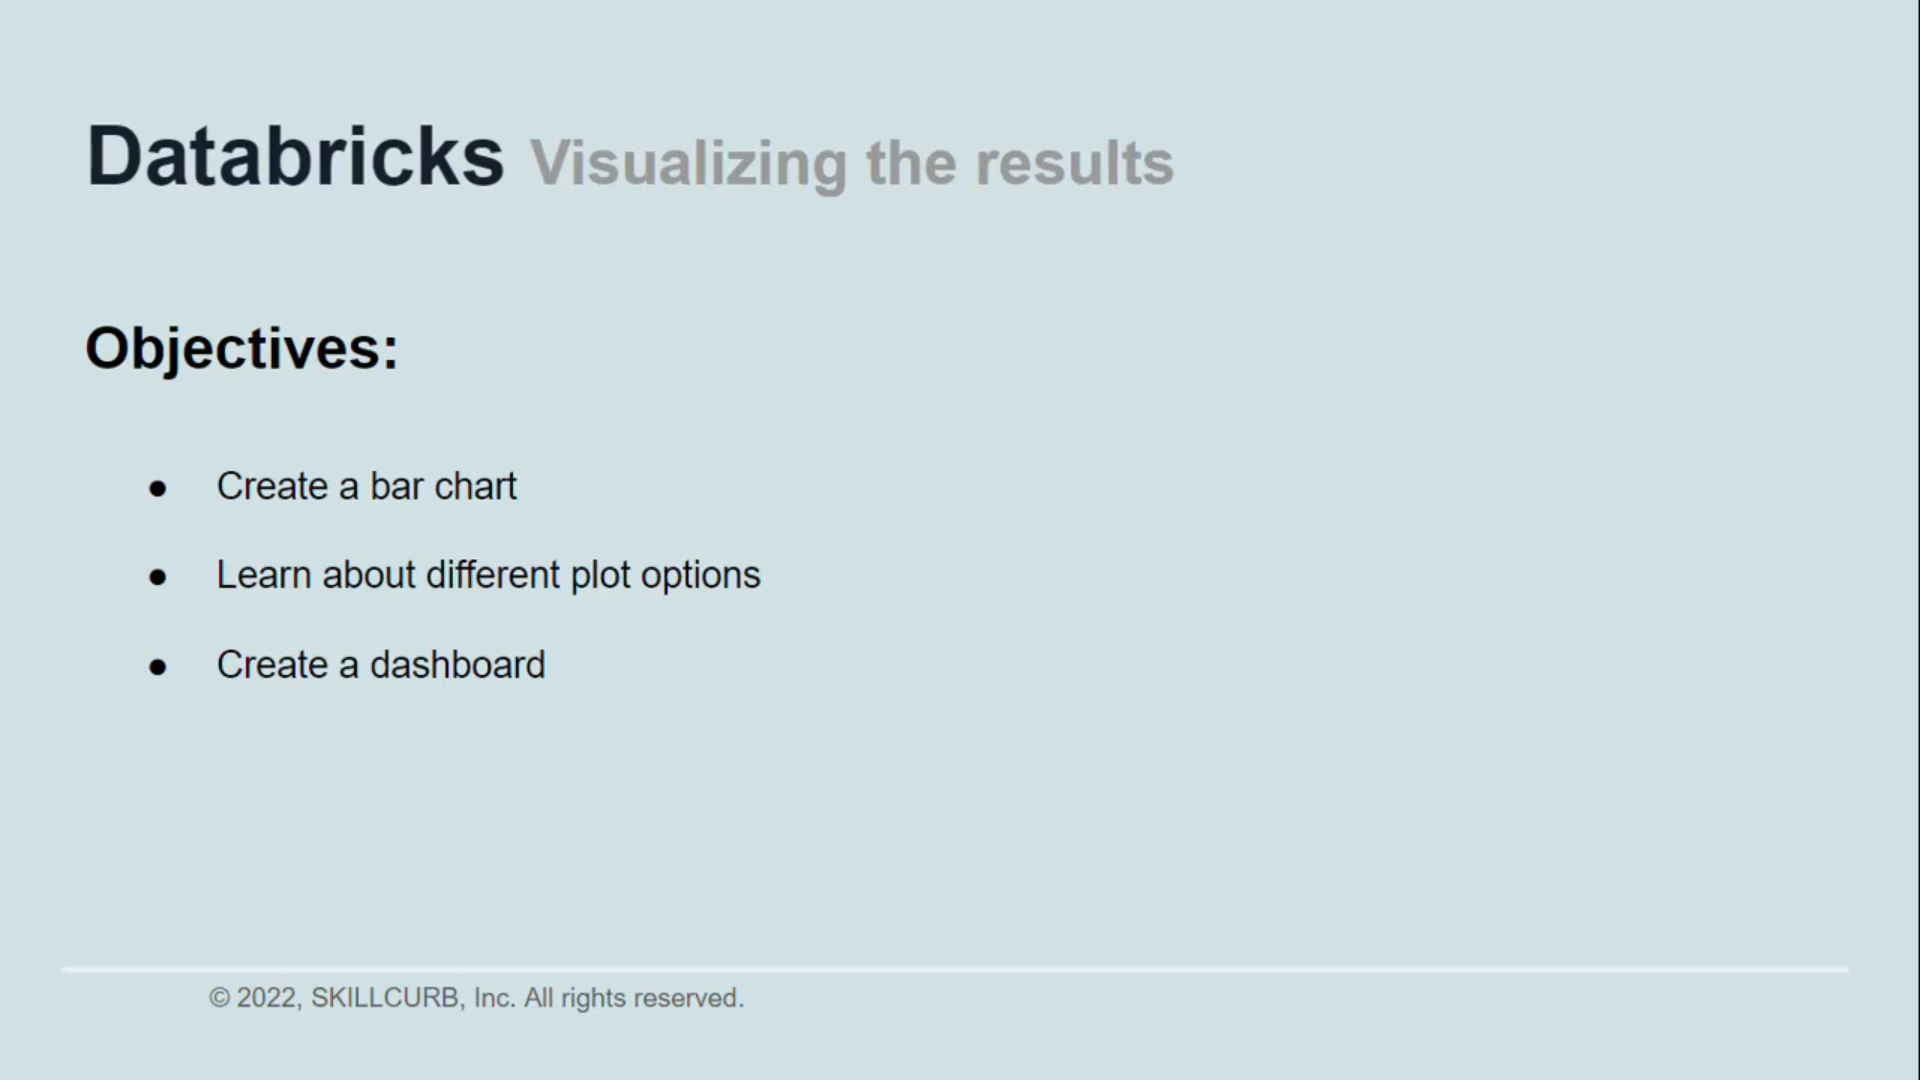 Databricks Visualizing the results
Objectives:
● Create a bar chart
● Learn about different plot options
● Create a dashboard
© 2022, SKILLCURB, Inc. All rights reserved.